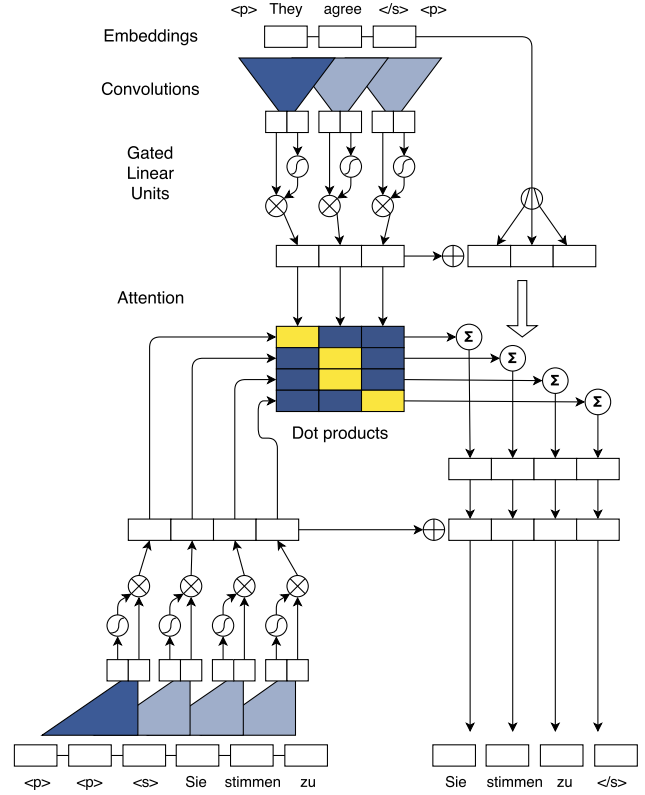 <p> They agree </s> <p>
Embeddings
Convolutions
Gated
Linear
Units
Attention
Σ
Σ
Σ
Σ
Dot products
<p> <p> <s> Sie stimmen zu
Sie stimmen zu </s>